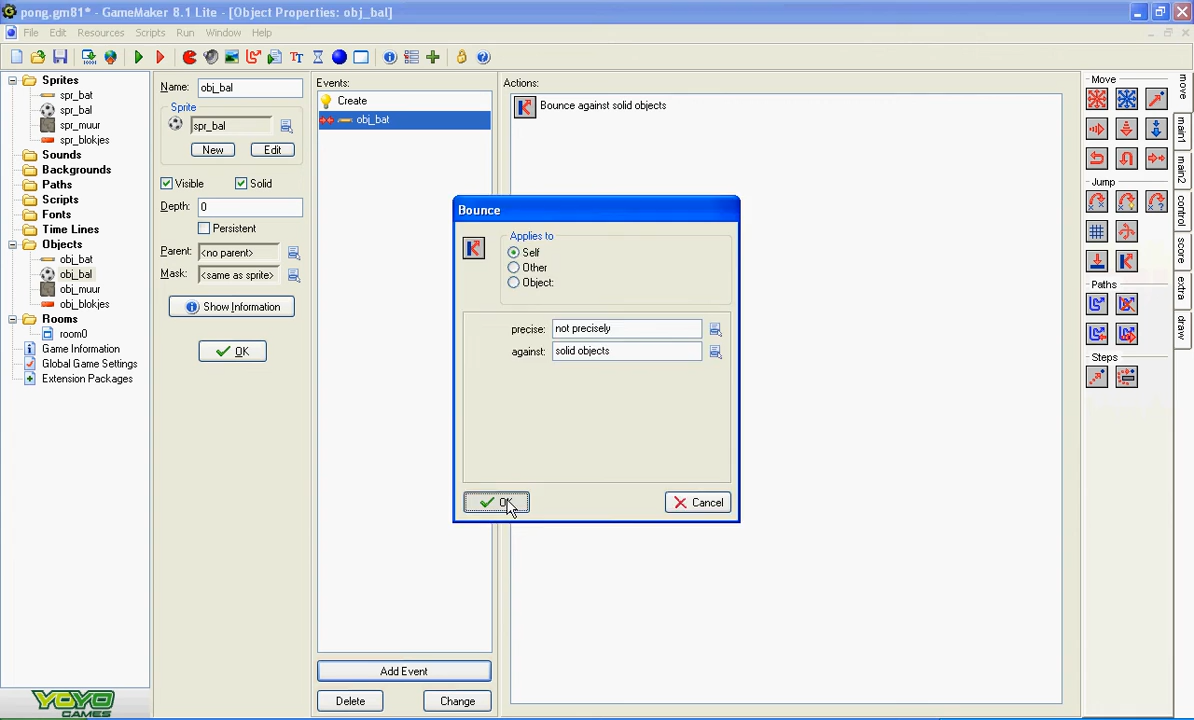 pong.gm81* - GameMaker 8.1 Lite - [Object Properties: obj_bal]
File Edit Resources Scripts Run Window Help
Sprites
spr_bat
spr_bal
spr_muur
spr_blokjes
Sounds
Backgrounds
Paths
Scripts
Fonts
Time Lines
Objects
obj_bat
obj_bal
obj_muur
obj_blokjes
Rooms
room0
Game Information
Global Game Settings
Extension Packages
YOYO
GAMES
Name: obj_bal
Sprite
spr_bal
New Edit
Visible Solid
Depth: 0
Persistent
Parent: <no parent>
Mask: <same as sprite>
Show Information
OK
Events:
Create
obj_bat
Add Event
Delete Change
Actions:
Bounce against solid objects
Bounce
Applies to
Self
Other
Object:
precise: not precisely
against: solid objects
OK Cancel
Move
Jump
Paths
Steps
move
main1
main2
control
score
extra
draw